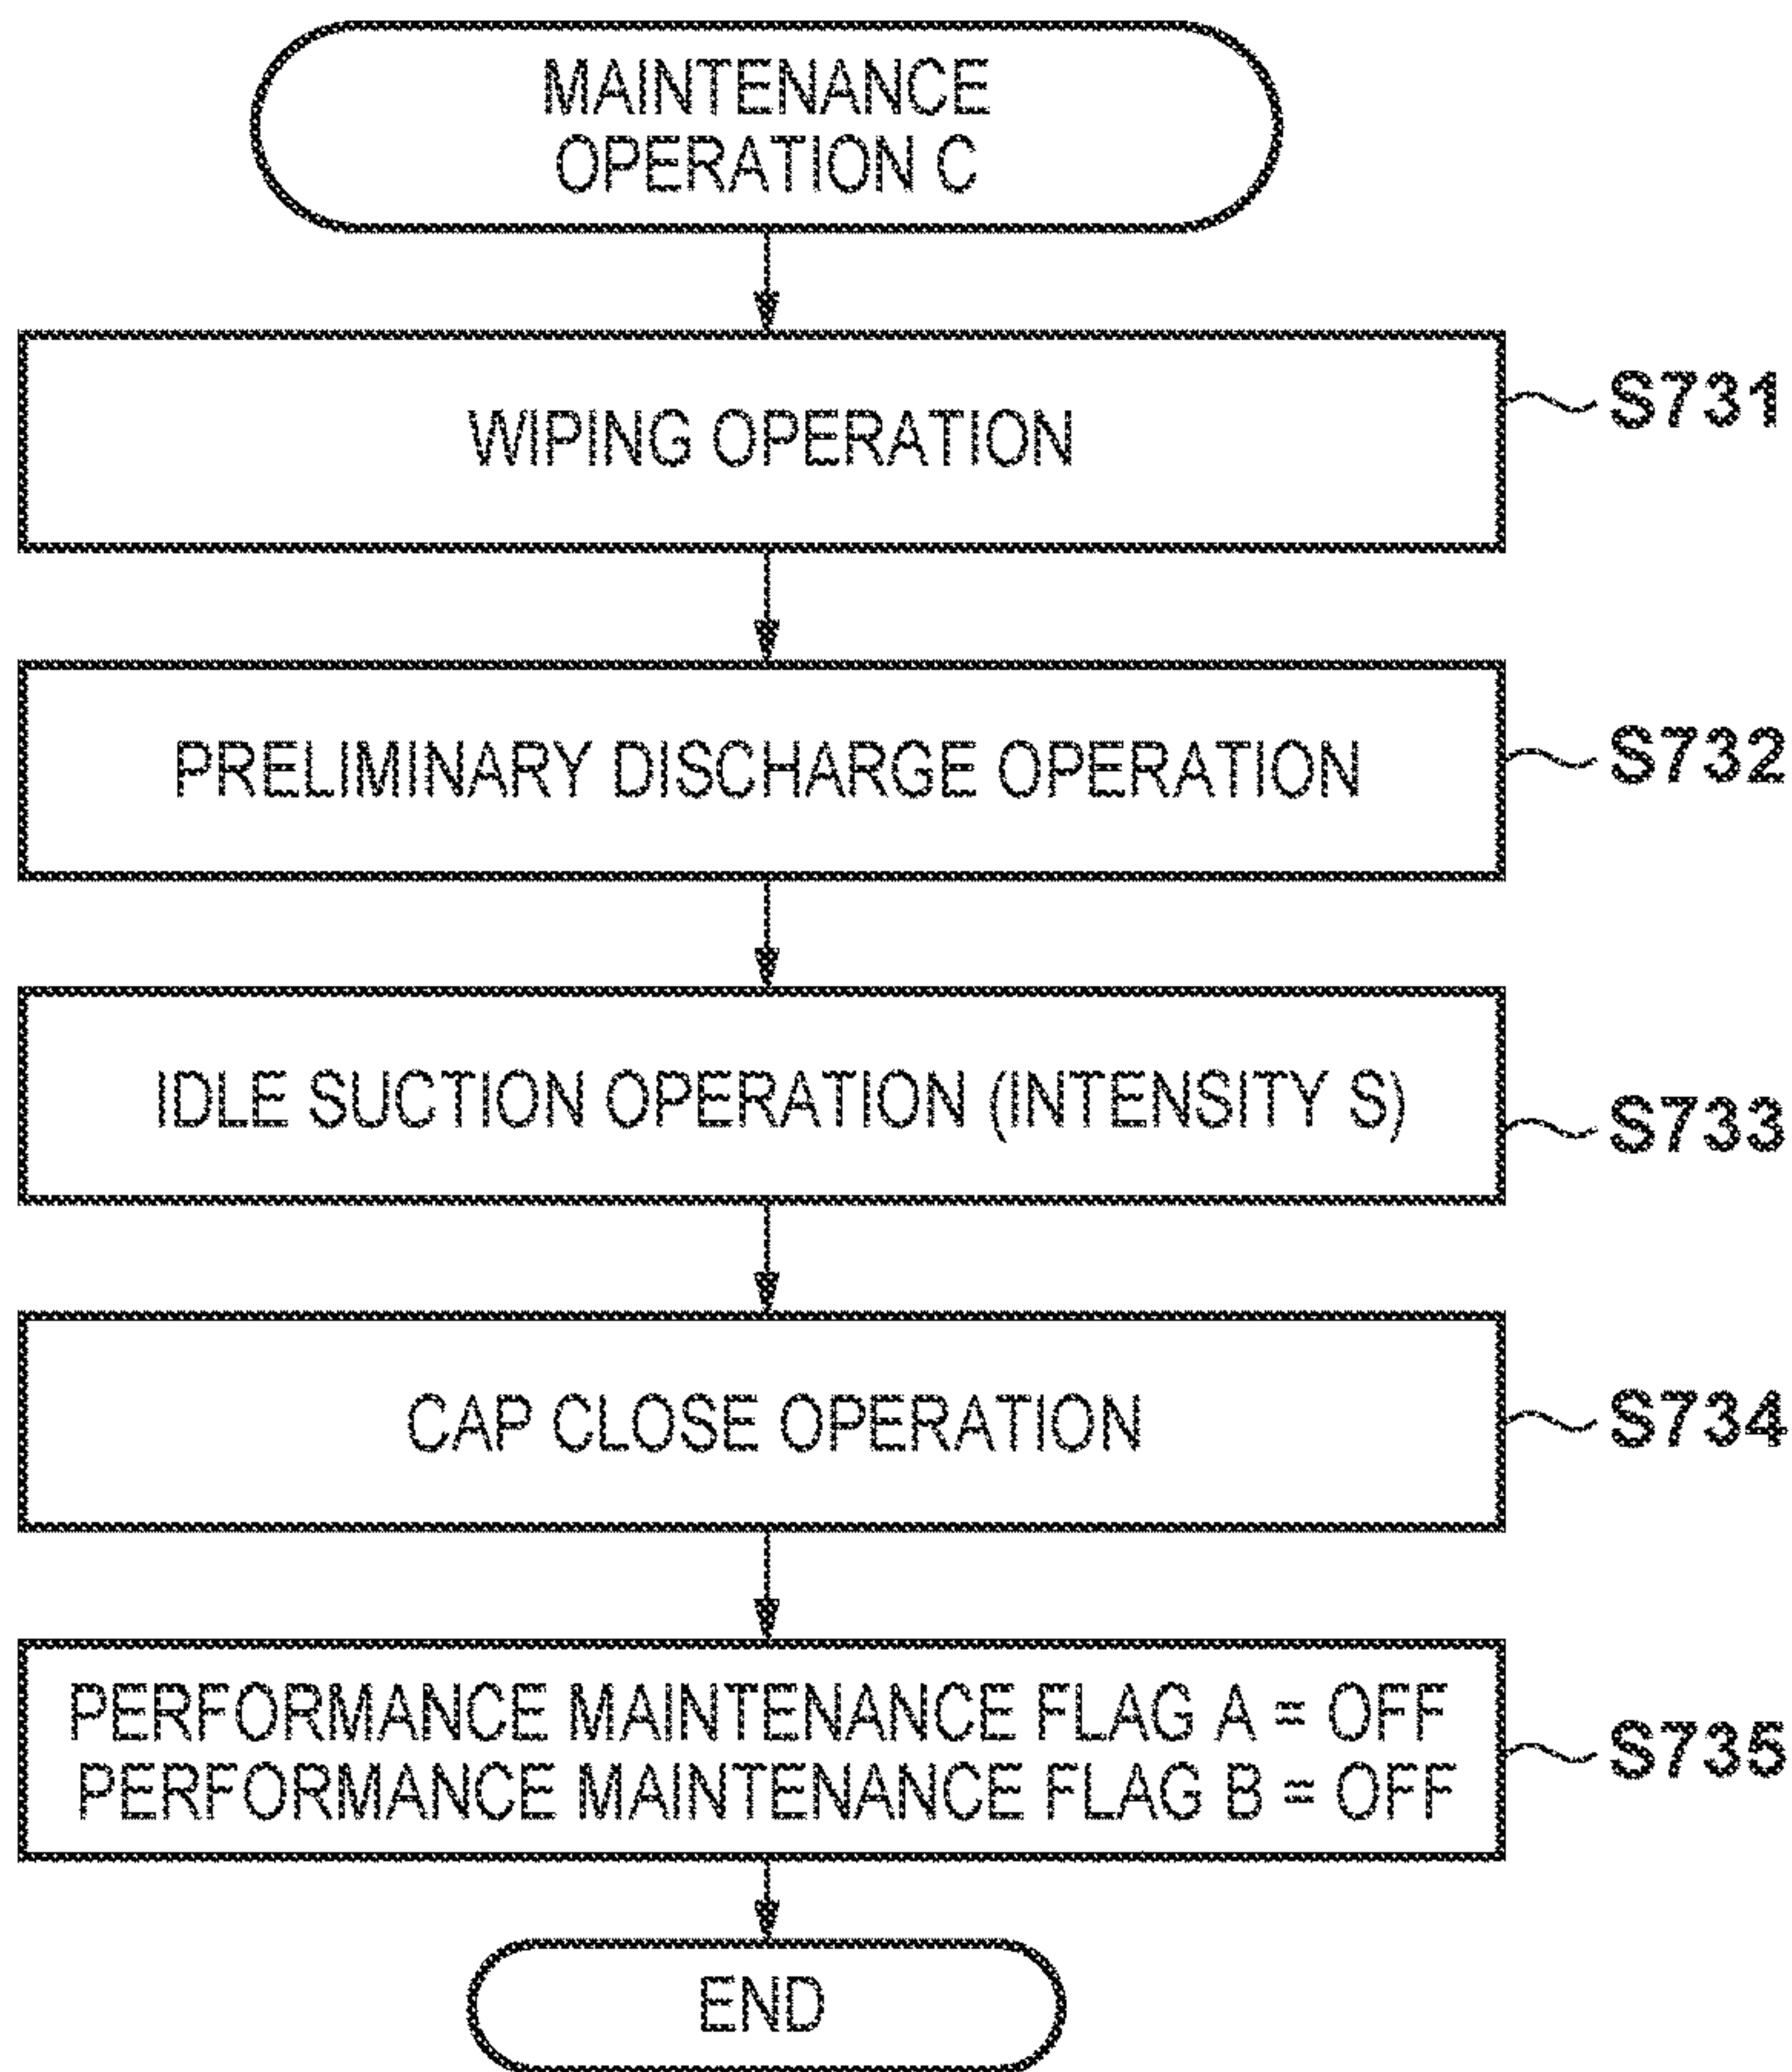 MAINTENANCE
OPERATION C
WIPING OPERATION
S731
PRELIMINARY DISCHARGE OPERATION
S732
IDLE SUCTION OPERATION (INTENSITY S)
S733
CAP CLOSE OPERATION
S734
PERFORMANCE MAINTENANCE FLAG A = OFF
PERFORMANCE MAINTENANCE FLAG B = OFF
S735
END